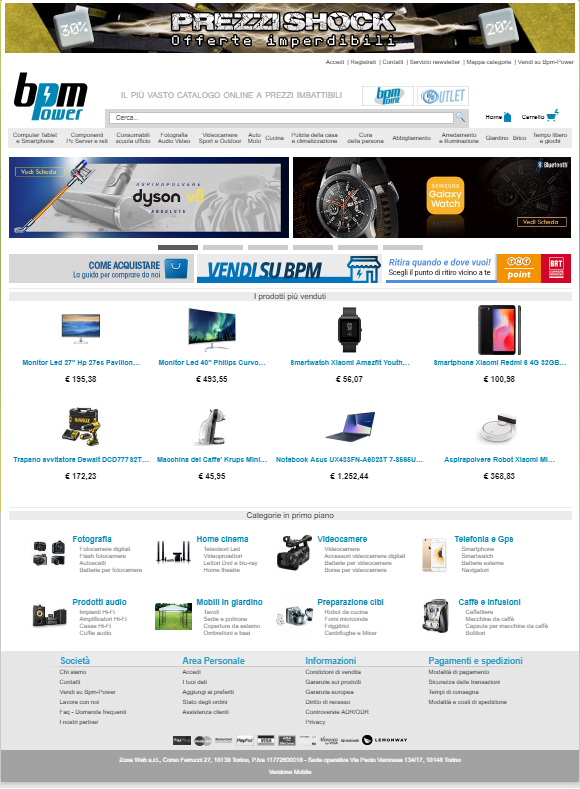 PREZZI SHOCK
Offerte imperdibili
30%
20%
Accedi | Registrati | Contatti | Servizio newsletter | Mappa categorie | Vendi su Bpm-Power
bpm power
IL PIÙ VASTO CATALOGO ONLINE A PREZZI IMBATTIBILI
bpm point
OUTLET
Cerca...
Home
Carrello
Computer Tablet e Smartphone
Componenti Pc Server e reti
Consumabili scuola ufficio
Fotografia Audio Video
Videocamere Sport e Outdoor
Auto Moto
Cucina
Pulizia della casa e climatizzazione
Cura della persona
Abbigliamento
Arredamento e illuminazione
Giardino
Brico
Tempo libero e giochi
Vedi Scheda
ASPIRAPOLVERE
dyson v8
ABSOLUTE
SAMSUNG
Galaxy
Watch
Bluetooth
Vedi Scheda
COME ACQUISTARE
La guida per comprare da noi
VENDI SU BPM
Ritira quando e dove vuoi!
Scegli il punto di ritiro vicino a te
TNT point
BRT
I prodotti più venduti
Monitor Led 27" Hp 27es Pavilion...
€ 195,38
Monitor Led 40" Philips Curvo...
€ 493,55
Smartwatch Xiaomi Amazfit Youth...
€ 56,07
Smartphone Xiaomi Redmi 6 4G 32GB...
€ 100,98
Trapano avvitatore Dewalt DCD777S2T...
€ 172,23
Macchina del Caffe' Krups Mini...
€ 45,95
Notebook Asus UX433FN-A6023T 7-8565U...
€ 1.252,44
Aspirapolvere Robot Xiaomi Mi...
€ 368,83
Categorie in primo piano
Fotografia
Fotocamere digitali
Flash fotocamere
Autoscatti
Batterie per fotocamere
Home cinema
Televisori Led
Videoproiettori
Lettori Dvd e blu-ray
Home theatre
Videocamere
Videocamere
Accessori videocamere digitali
Batterie per videocamere
Borse per videocamere
Telefonia e Gps
Smartphone
Smartwatch
Batterie esterne
Navigatori
Prodotti audio
Impianti Hi-Fi
Amplificatori Hi-Fi
Casse Hi-Fi
Cuffie audio
Mobili in giardino
Tavoli
Sedie e poltrone
Coperture da esterno
Ombrelloni e basi
Preparazione cibi
Robot da cucina
Forni microonde
Friggitrici
Centrifughe e Mixer
Caffè e infusioni
Caffettiere
Macchine da caffè
Capsule per macchine da caffè
Bollitori
Società
Chi siamo
Contatti
Vendi su Bpm-Power
Lavora con noi
Faq - Domande frequenti
I nostri partner
Area Personale
Accedi
I tuoi dati
Aggiungi ai preferiti
Stato degli ordini
Assistenza clienti
Informazioni
Condizioni di vendita
Garanzie sui prodotti
Garanzia europea
Diritto di recesso
Controversie ADR/ODR
Privacy
Pagamenti e spedizioni
Modalità di pagamento
Sicurezza delle transazioni
Tempi di consegna
Modalità e costi di spedizione
PayPal
VISA
LEMONWAY
Zone Web s.r.l., Corso Ferrucci 27, 10138 Torino, P.Iva 11772600018 - Sede operativa Via Paolo Veronese 134/17, 10148 Torino
Versione Mobile